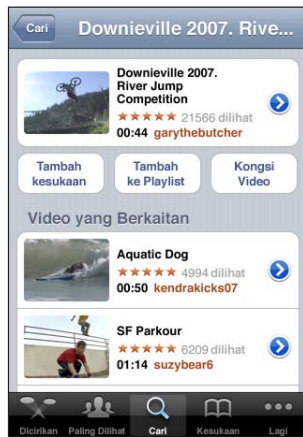 Cari
Downieville 2007. Rive...
Downieville 2007.
River Jump
Competition
21566 dilihat
00:44 garythebutcher
Tambah kesukaan
Tambah ke Playlist
Kongsi Video
Video yang Berkaitan
Aquatic Dog
4994 dilihat
00:50 kendrakicks07
SF Parkour
6209 dilihat
01:14 suzybear6
Dicirikan
Paling Dilihat
Cari
Kesukaan
Lagi